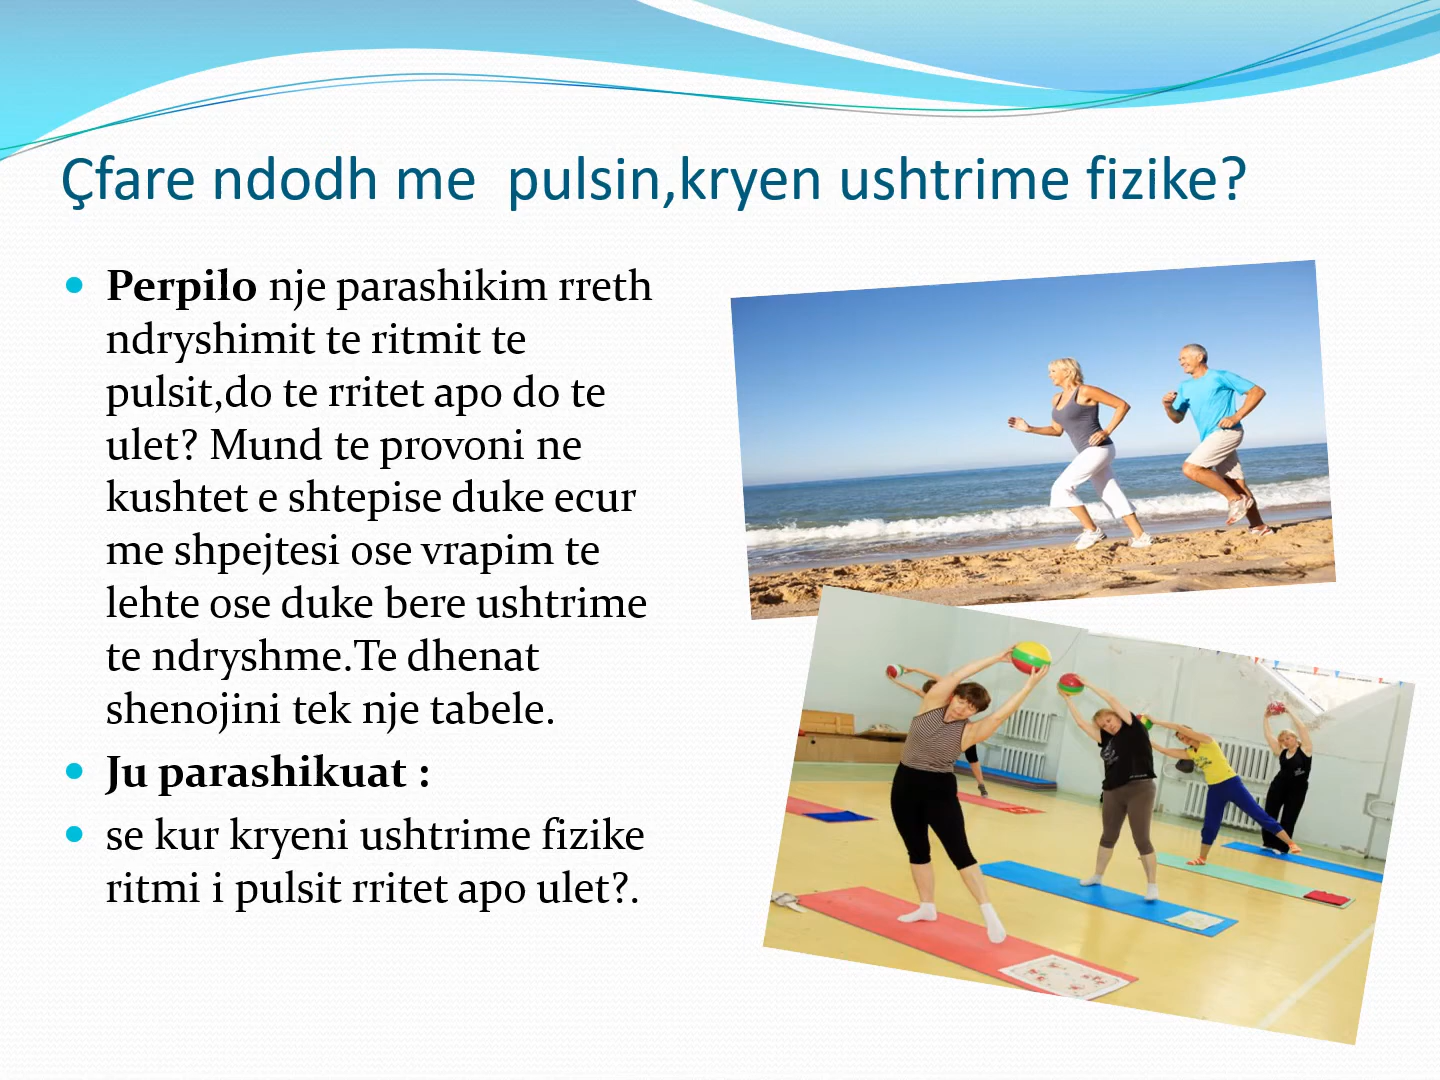 Çfare ndodh me  pulsin,kryen ushtrime fizike?
Perpilo nje parashikim rreth
ndryshimit te ritmit te
pulsit,do te rritet apo do te
ulet? Mund te provoni ne
kushtet e shtepise duke ecur
me shpejtesi ose vrapim te
lehte ose duke bere ushtrime
te ndryshme.Te dhenat
shenojini tek nje tabele.
Ju parashikuat :
se kur kryeni ushtrime fizike
ritmi i pulsit rritet apo ulet?.